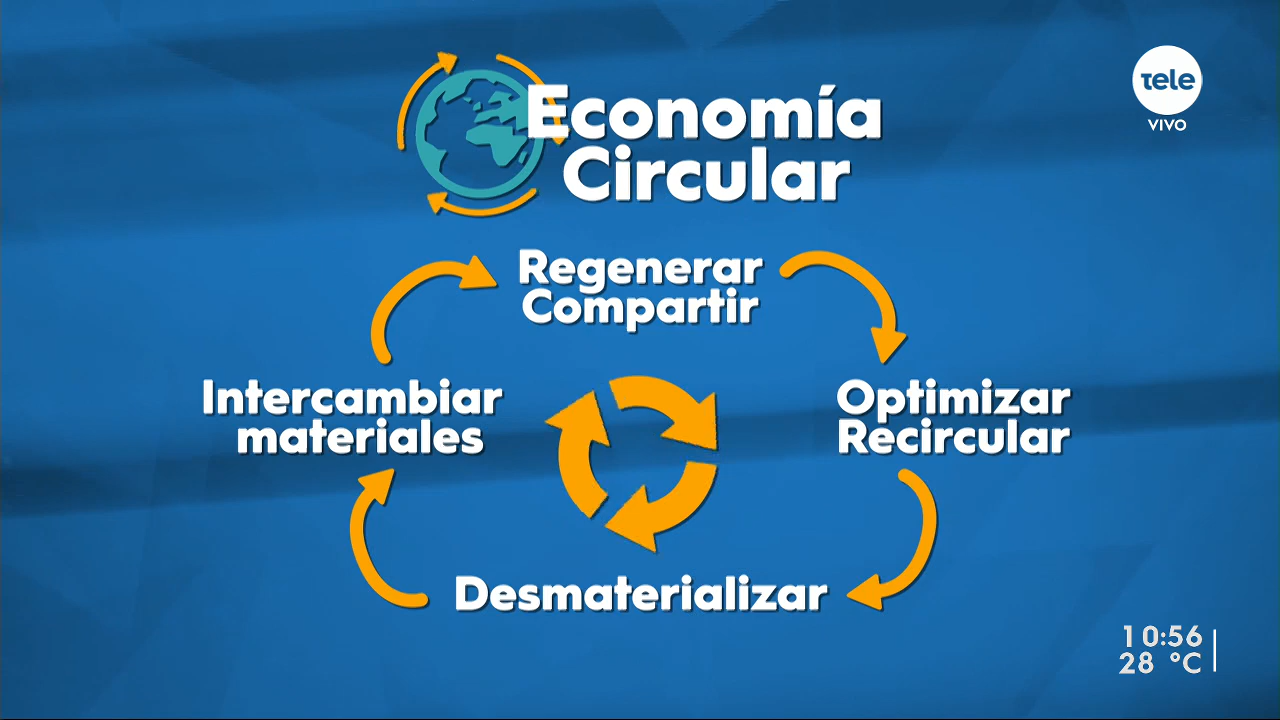 tele
VIVO
Economía
Circular
Regenerar
Compartir
Intercambiar
materiales
Optimizar
Recircular
Desmaterializar
10:56
28 °C